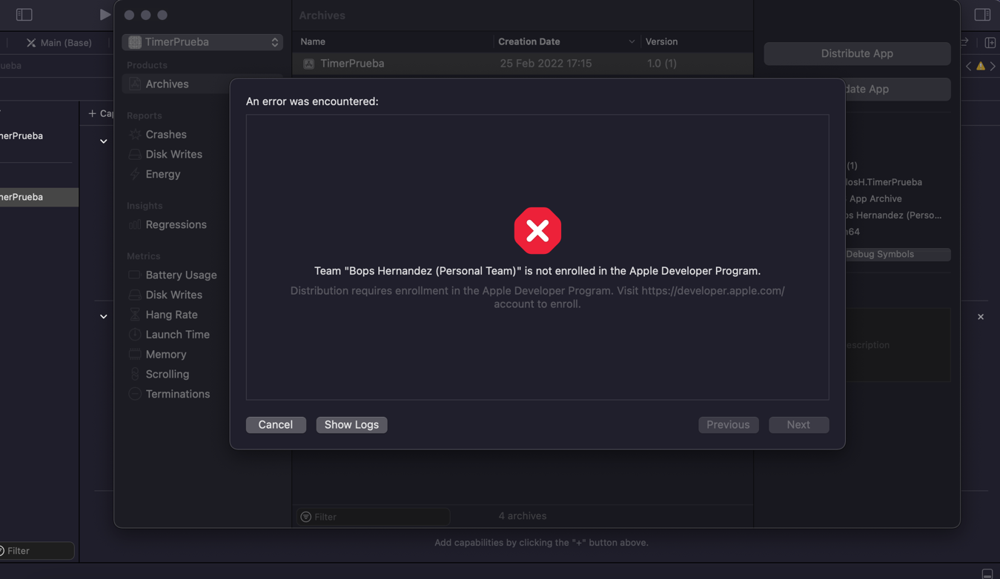 Main (Base)
TimerPrueba
Archives
Name
Creation Date
Version
TimerPrueba
25 Feb 2022 17:15
1.0 (1)
Distribute App
Products
Archives
Reports
Crashes
Disk Writes
Energy
Insights
Regressions
Metrics
Battery Usage
Disk Writes
Hang Rate
Launch Time
Memory
Scrolling
Terminations
An error was encountered:
Team "Bops Hernandez (Personal Team)" is not enrolled in the Apple Developer Program.
Distribution requires enrollment in the Apple Developer Program. Visit https://developer.apple.com/
account to enroll.
Cancel
Show Logs
Previous
Next
date App
(1)
losH.TimerPrueba
App Archive
ps Hernandez (Perso...
Debug Symbols
escription
Filter
4 archives
Add capabilities by clicking the "+" button above.
ueba
+ Cap
merPrueba
merPrueba
Filter